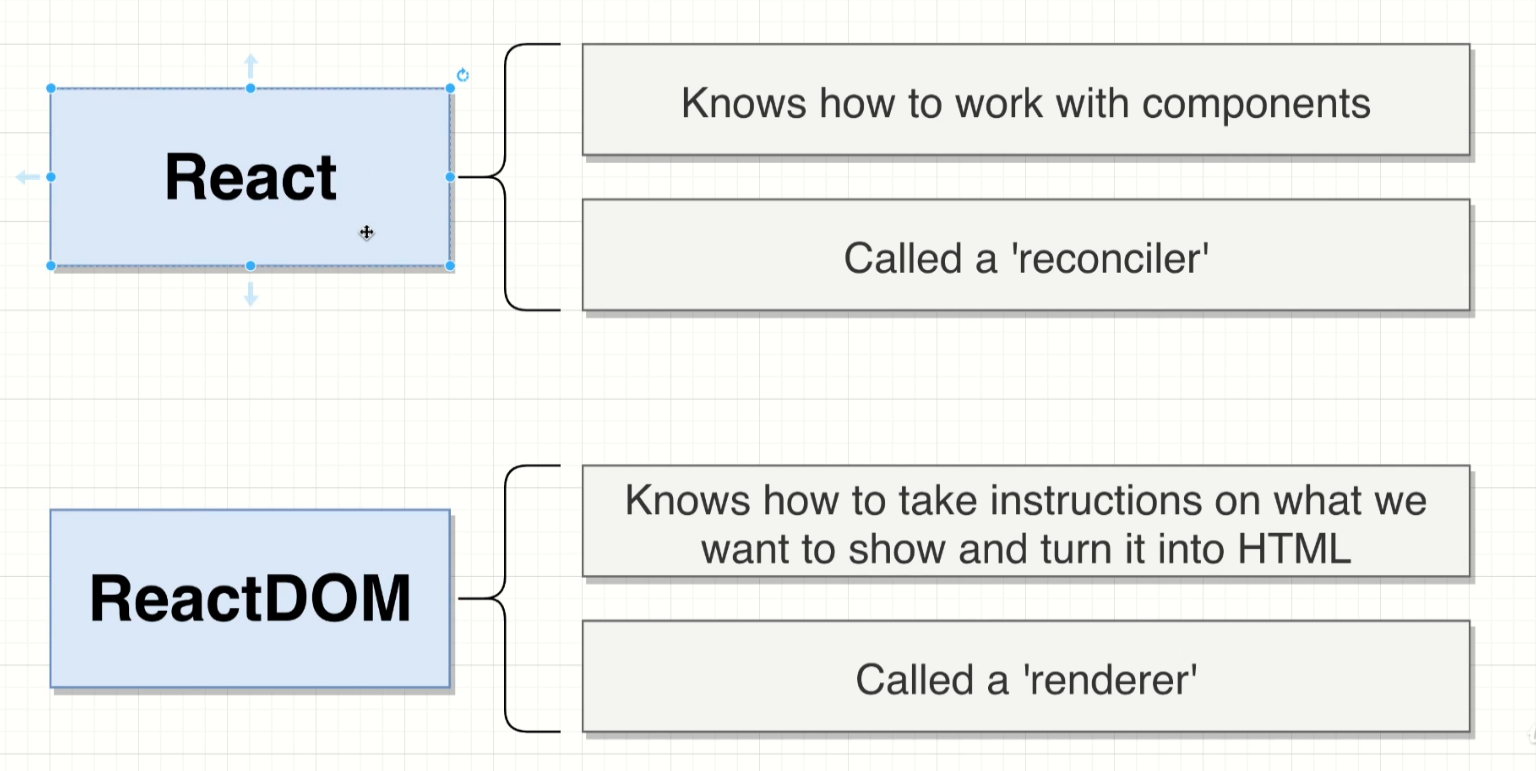 React
Knows how to work with components
Called a 'reconciler'
ReactDOM
Knows how to take instructions on what we
want to show and turn it into HTML
Called a 'renderer'